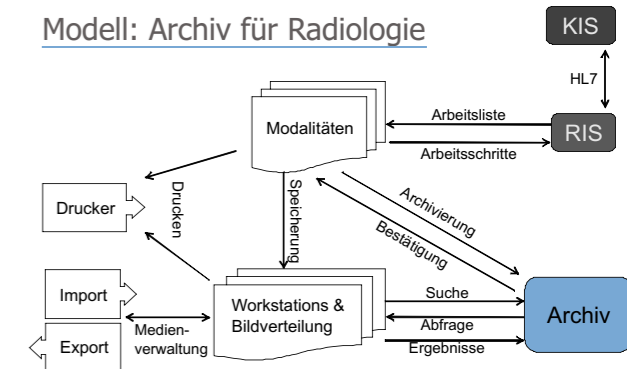 Modell: Archiv für Radiologie
KIS
HL7
RIS
Arbeitsliste
Arbeitsschritte
Modalitäten
Drucker
Drucken
Speicherung
Archivierung
Bestätigung
Import
Export
Medien-
verwaltung
Workstations &
Bildverteilung
Suche
Abfrage
Ergebnisse
Archiv